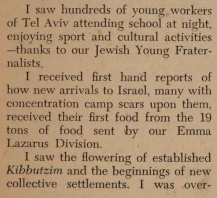 I saw hundreds of young workers
of Tel Aviv attending school at night,
enjoying sport and cultural activities
—thanks to our Jewish Young Frater-
nalists.
I received first hand reports of
how new arrivals to Israel, many with
concentration camp scars upon them,
received their first food from the 19
tons of food sent by our Emma
Lazarus Division.
I saw the flowering of established
Kibbutzim and the beginnings of new
collective settlements. I was over-